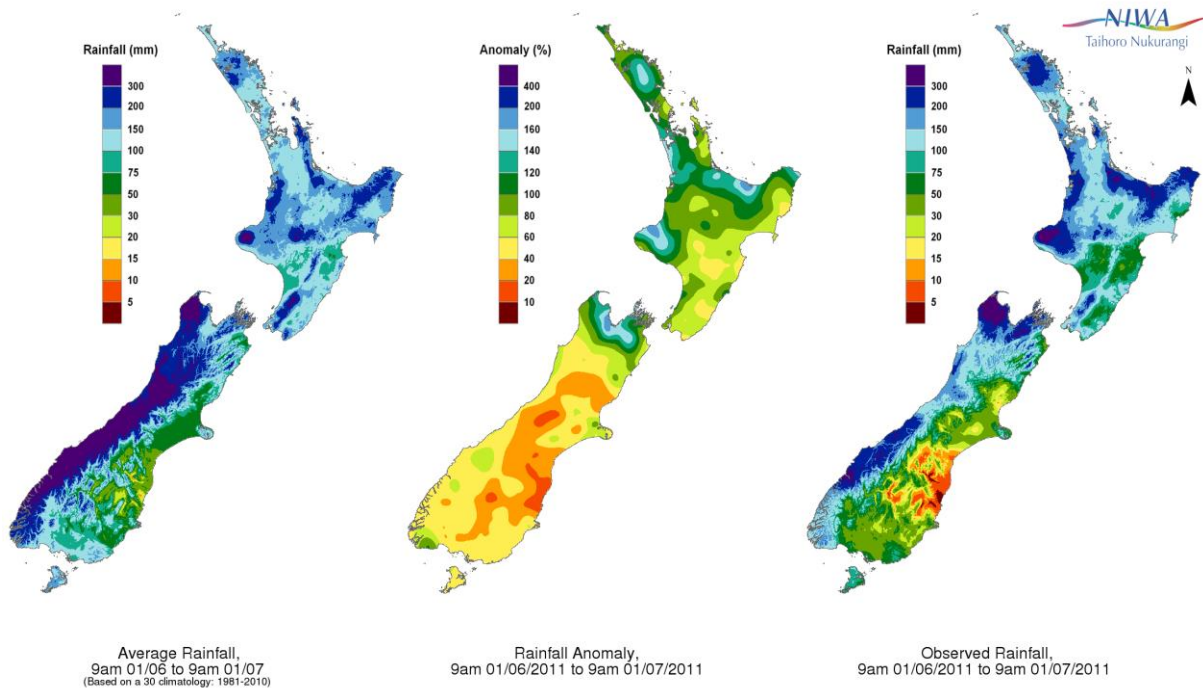 NIWA
Taihoro Nukurangi
N
Rainfall (mm)
300
200
150
100
75
50
30
20
15
10
5
Anomaly (%)
400
200
160
140
120
100
80
60
40
20
10
Rainfall (mm)
300
200
150
100
75
50
30
20
15
10
5
Average Rainfall,
9am 01/06 to 9am 01/07
(Based on a 30 climatology: 1981-2010)
Rainfall Anomaly,
9am 01/06/2011 to 9am 01/07/2011
Observed Rainfall,
9am 01/06/2011 to 9am 01/07/2011